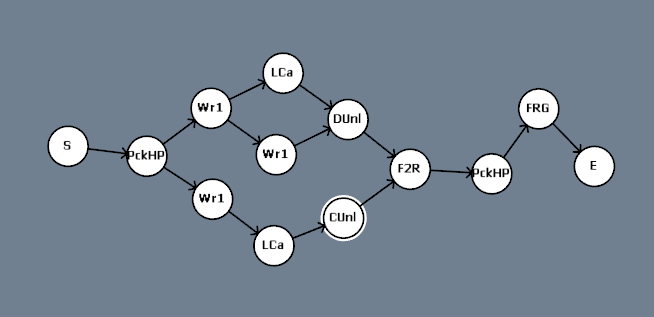 S
PckHP
Wr1
LCa
Wr1
DUnl
Wr1
LCa
CUnl
F2R
PckHP
FRG
E